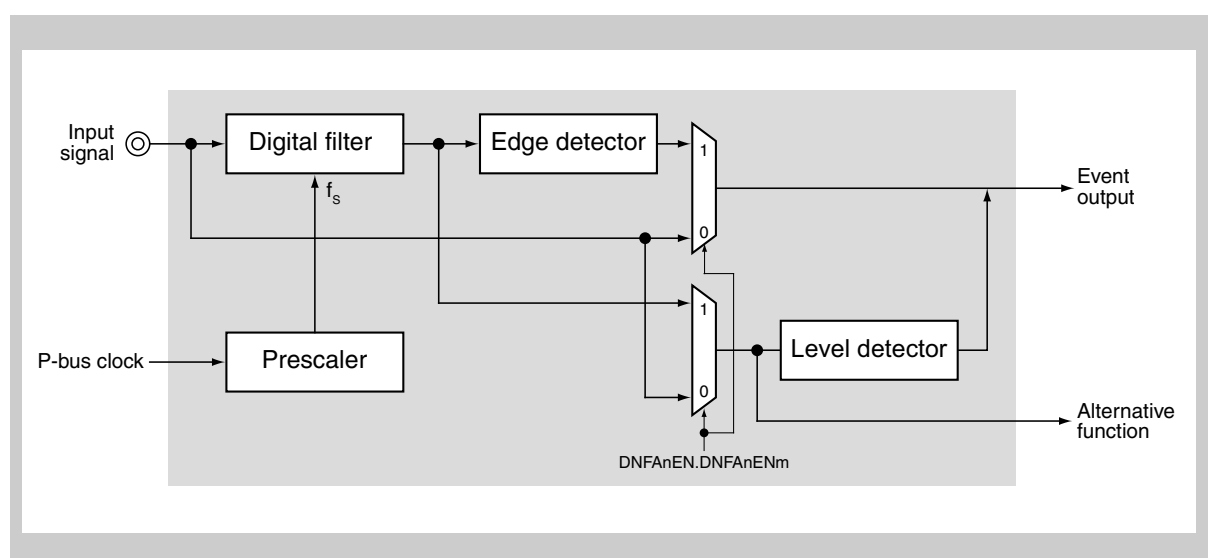 Input
signal
Digital filter
Edge detector
1
0
Event
output
fS
P-bus clock
Prescaler
1
0
Level detector
Alternative
function
DNFAnEN.DNFAnENm